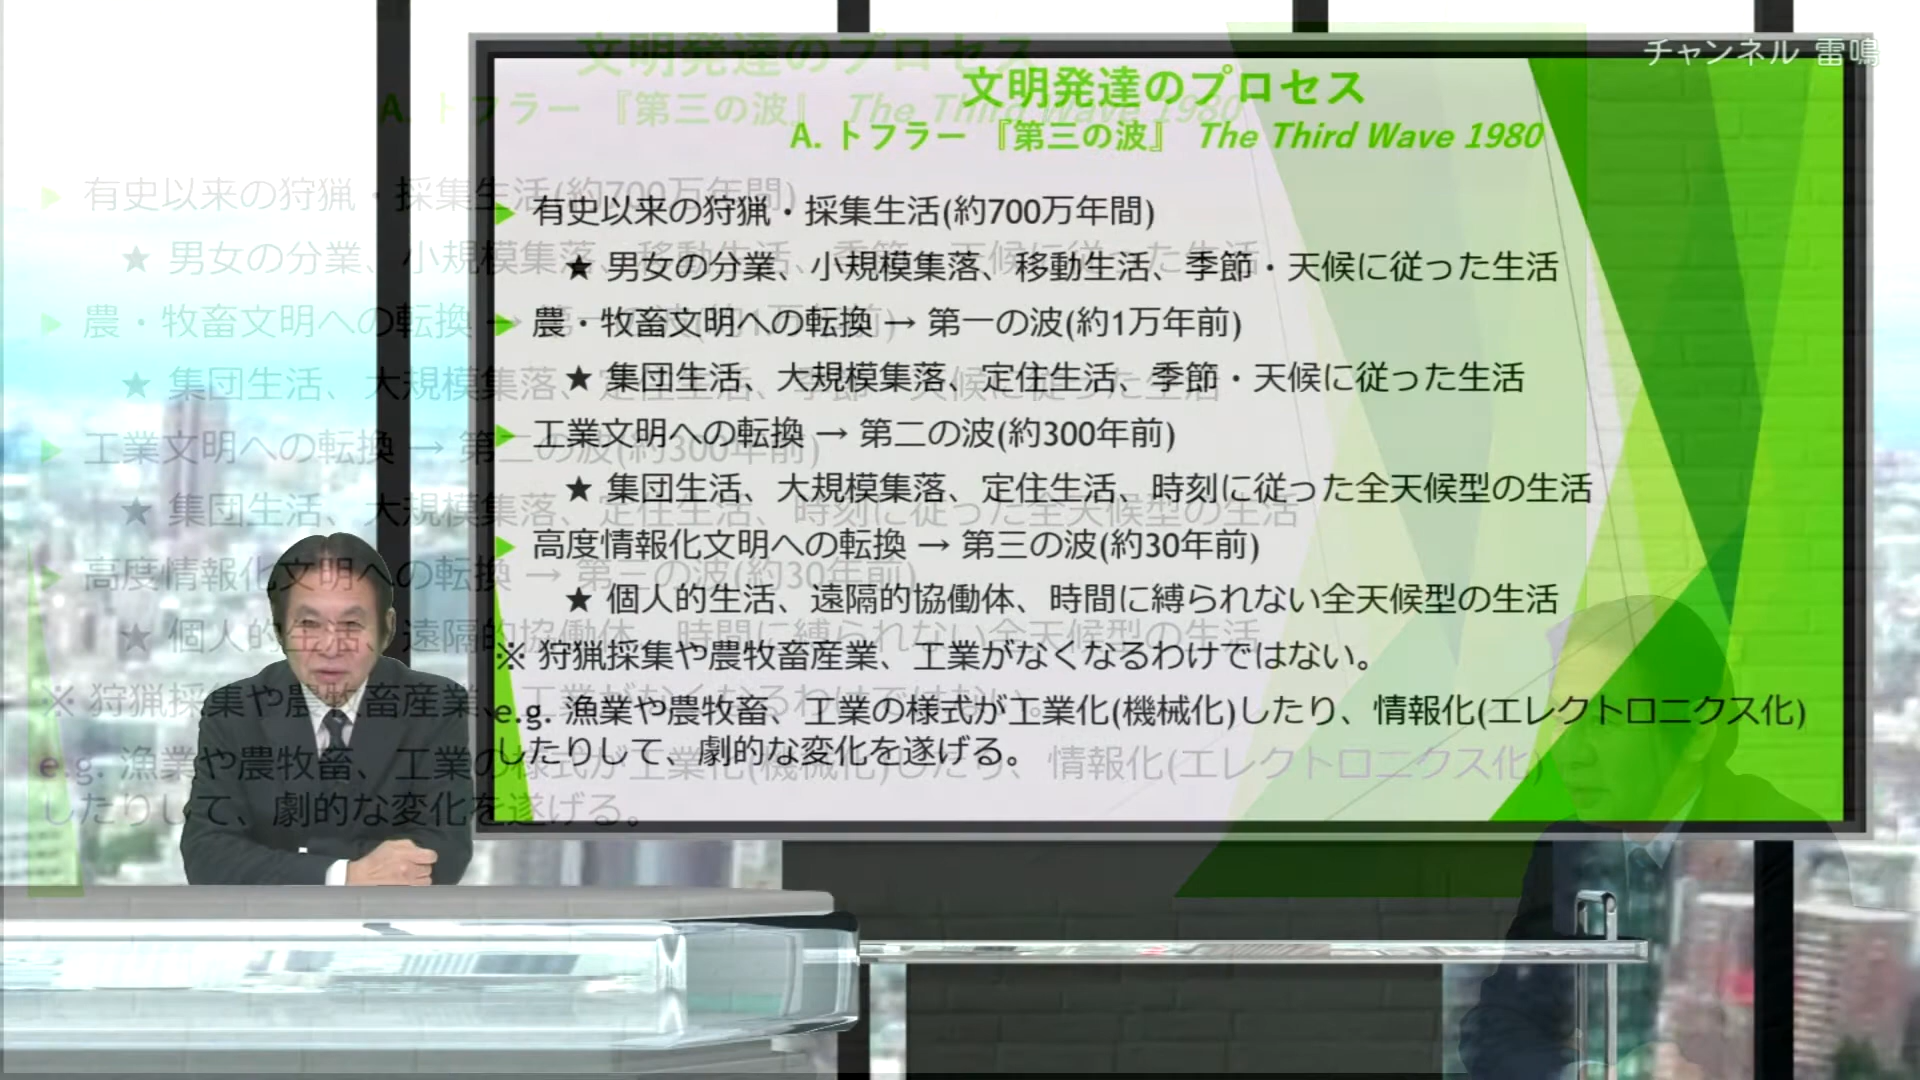 チャンネル 雷鳴
文明発達のプロセス
A. トフラー 『第三の波』 The Third Wave 1980
有史以来の狩猟・採集生活(約700万年間)
★ 男女の分業、小規模集落、移動生活、季節・天候に従った生活
農・牧畜文明への転換 → 第一の波(約1万年前)
★ 集団生活、大規模集落、定住生活、季節・天候に従った生活
工業文明への転換 → 第二の波(約300年前)
★ 集団生活、大規模集落、定住生活、時刻に従った全天候型の生活
高度情報化文明への転換 → 第三の波(約30年前)
★ 個人的生活、遠隔的協働体、時間に縛られない全天候型の生活
※ 狩猟採集や農牧畜産業、工業がなくなるわけではない。
e.g. 漁業や農牧畜、工業の様式が工業化(機械化)したり、情報化(エレクトロニクス化)
したりして、劇的な変化を遂げる。